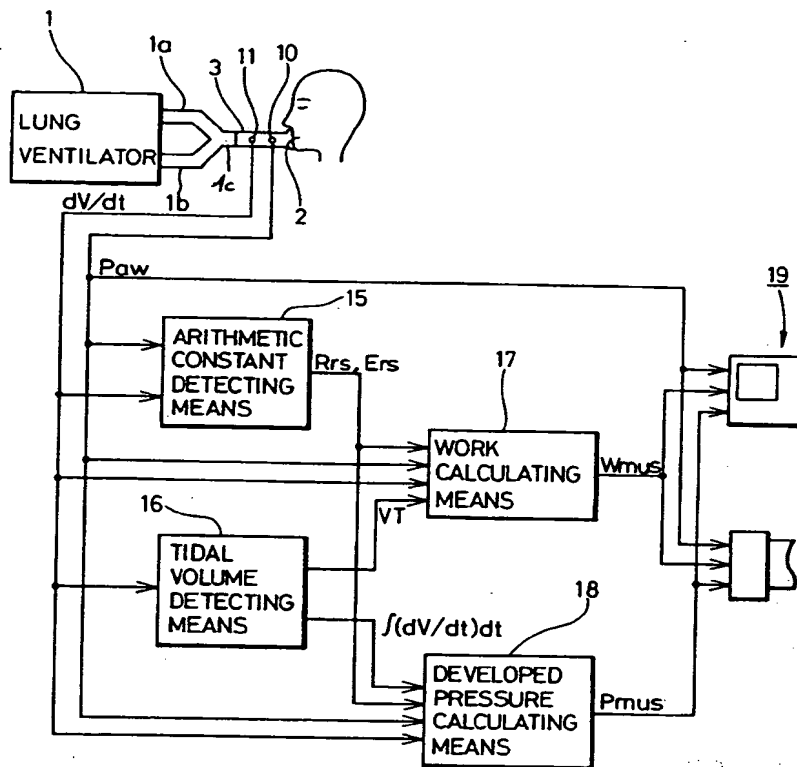 1
1a
3
11
10
LUNG
VENTILATOR
1c
1b
2
dV/dt
Paw
15
19
ARITHMETIC
CONSTANT
DETECTING
MEANS
Rrs, Ers
17
WORK
CALCULATING
MEANS
Wmus
16
VT
TIDAL
VOLUME
DETECTING
MEANS
∫(dV/dt)dt
18
DEVELOPED
PRESSURE
CALCULATING
MEANS
Pmus